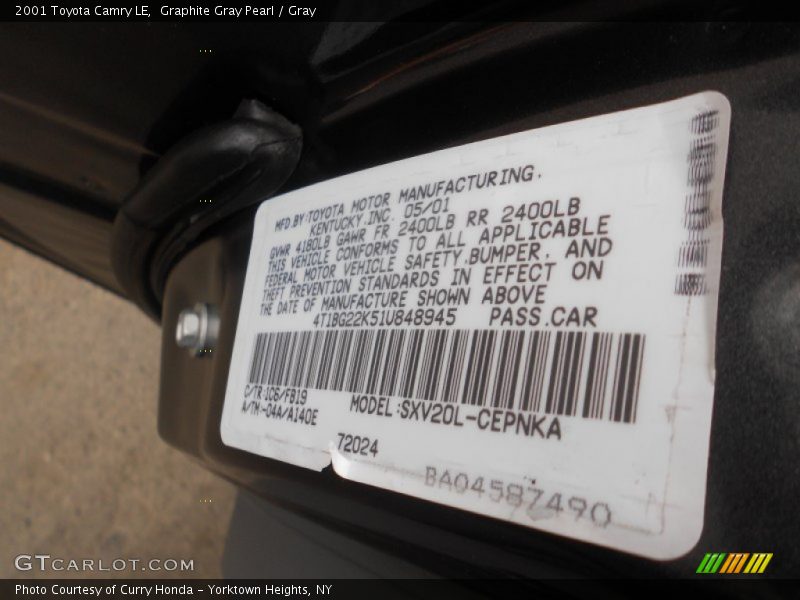 2001 Toyota Camry LE,  Graphite Gray Pearl / Gray
MFD.BY:TOYOTA MOTOR MANUFACTURING.
KENTUCKY.INC. 05/01
GVWR 4180LB GAWR FR 2400LB RR 2400LB
THIS VEHICLE CONFORMS TO ALL APPLICABLE
FEDERAL MOTOR VEHICLE SAFETY,BUMPER, AND
THEFT PREVENTION STANDARDS IN EFFECT ON
THE DATE OF MANUFACTURE SHOWN ABOVE
4T1BG22K51U848945 PASS.CAR
C/TR:1C6/FB19
A/TM:-04A/A140E
MODEL:SXV20L-CEPNKA
72024
BA04587490
GTCARLOT.COM
Photo Courtesy of Curry Honda - Yorktown Heights, NY